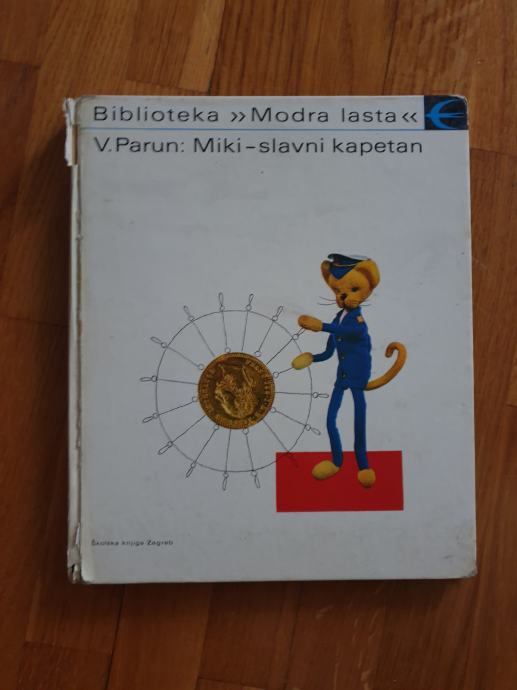 Biblioteka »Modra lasta«
V. Parun: Miki-slavni kapetan
Školska knjiga Zagreb